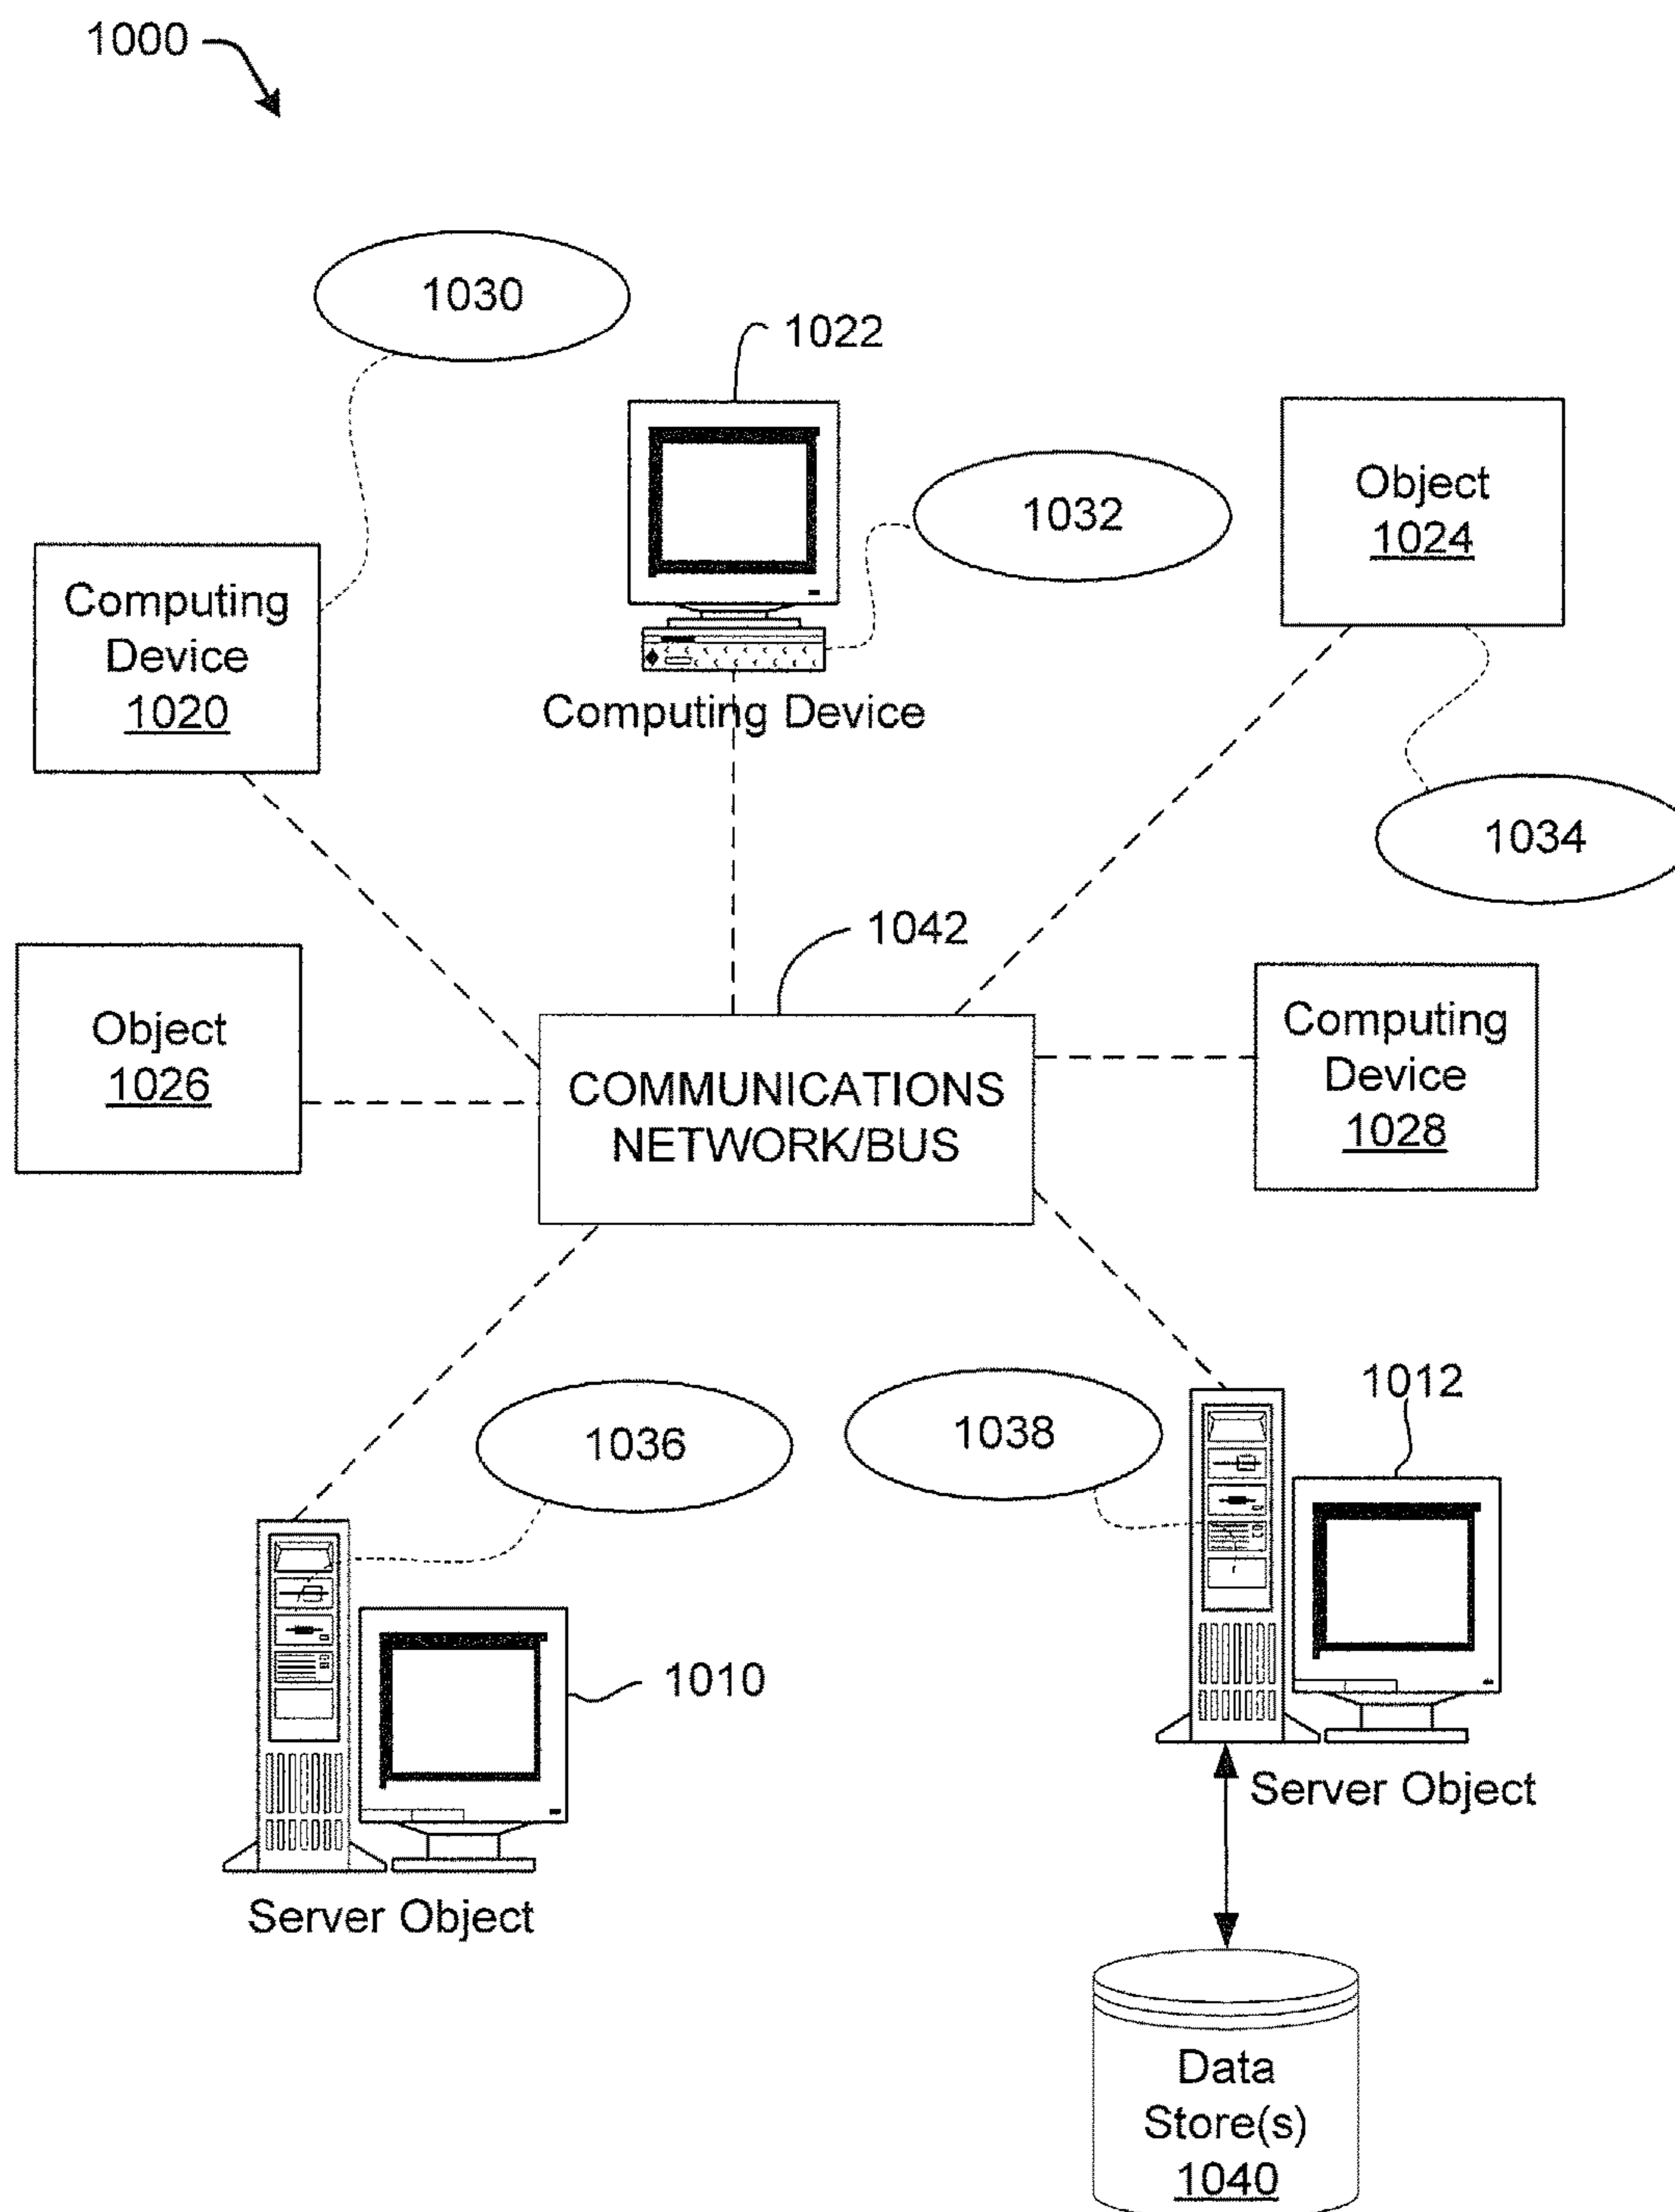 1000
1030
1022
1032
Object
1024
Computing
Device
1020
Computing Device
1034
1042
Object
1026
COMMUNICATIONS
NETWORK/BUS
Computing
Device
1028
1036
1038
1012
1010
Server Object
Server Object
Data
Store(s)
1040